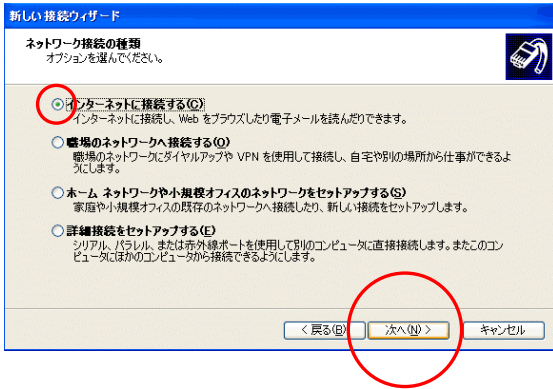 新しい接続ウィザード
ネットワーク接続の種類
オプションを選んでください。
インターネットに接続する(C)
インターネットに接続し、Web をブラウズしたり電子メールを読んだりできます。
職場のネットワークへ接続する(O)
職場のネットワークにダイヤルアップや VPN を使用して接続し、自宅や別の場所から仕事ができるよ
うにします。
ホーム ネットワークや小規模オフィスのネットワークをセットアップする(S)
家庭や小規模オフィスの既存のネットワークへ接続したり、新しい接続をセットアップします。
詳細接続をセットアップする(E)
シリアル、パラレル、または赤外線ポートを使用して別のコンピュータに直接接続します。またこのコン
ピュータにほかのコンピュータから接続できるようにします。
< 戻る(B) 次へ(N) > キャンセル